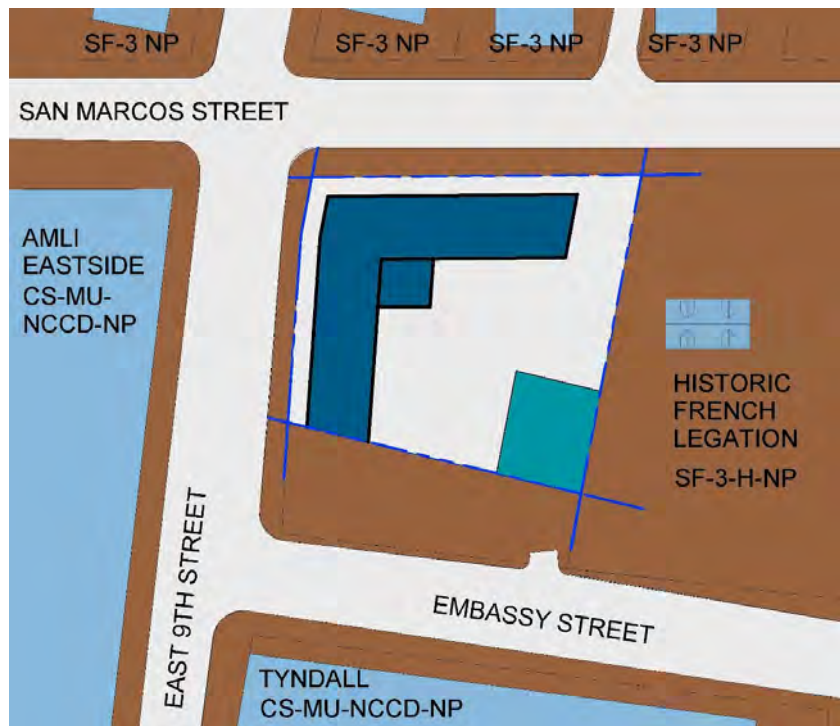 SF-3 NP
SF-3 NP
SF-3 NP
SF-3 NP
SAN MARCOS STREET
AMLI
EASTSIDE
CS-MU-
NCCD-NP
HISTORIC
FRENCH
LEGATION
SF-3-H-NP
EAST 9TH STREET
EMBASSY STREET
TYNDALL
CS-MU-NCCD-NP